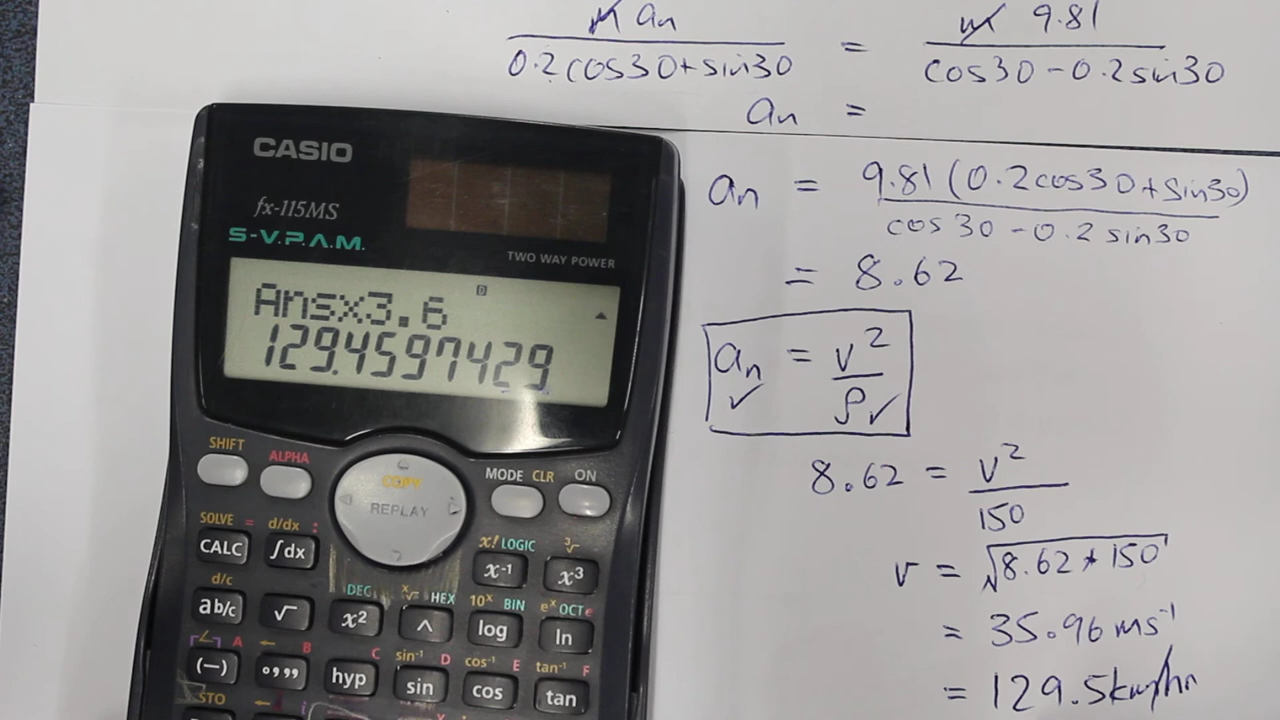 m an / 0.2cos30+sin30 = m 9.81 / cos30-0.2sin30
an =
an = 9.81(0.2cos30+sin30) / cos30-0.2sin30
= 8.62
an = v² / ρ
8.62 = v² / 150
v = √8.62*150
= 35.96 ms⁻¹
= 129.5km/hr
CASIO
fx-115MS
S-V.P.A.M.
TWO WAY POWER
D
Ans×3.6
129.4597429
SHIFT ALPHA MODE CLR ON
COPY
REPLAY
SOLVE = d/dx : x! LOGIC ³√
CALC ∫dx x⁻¹ x³
d/c DEC ˣ√ HEX 10ˣ BIN eˣ OCT e
ab/c √ x² ^ log ln
∠ A ← B C sin⁻¹ D cos⁻¹ E tan⁻¹ F
(−) °,,, hyp sin cos tan
STO